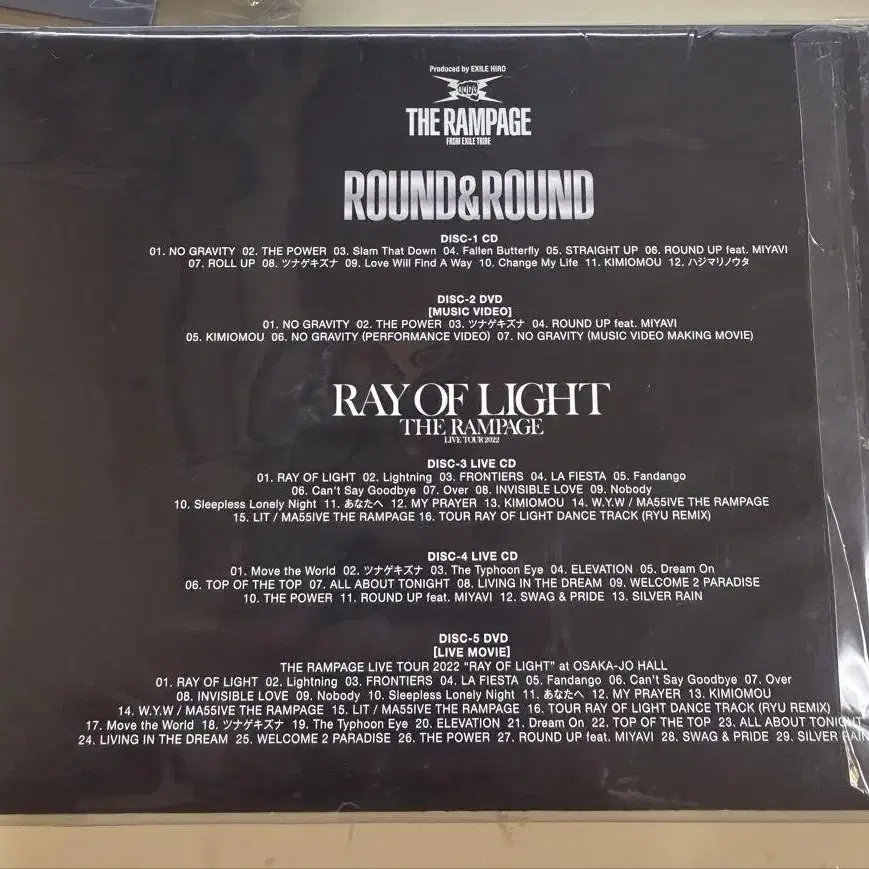 Produced by EXILE HIRO
THE RAMPAGE
FROM EXILE TRIBE
ROUND&ROUND
DISC-1 CD
01. NO GRAVITY 02. THE POWER 03. Slam That Down 04. Fallen Butterfly 05. STRAIGHT UP 06. ROUND UP feat. MIYAVI
07. ROLL UP 08. ツナゲキズナ 09. Love Will Find A Way 10. Change My Life 11. KIMIOMOU 12. ハジマリノウタ
DISC-2 DVD
[MUSIC VIDEO]
01. NO GRAVITY 02. THE POWER 03. ツナゲキズナ 04. ROUND UP feat. MIYAVI
05. KIMIOMOU 06. NO GRAVITY (PERFORMANCE VIDEO) 07. NO GRAVITY (MUSIC VIDEO MAKING MOVIE)
RAY OF LIGHT
THE RAMPAGE
LIVE TOUR 2022
DISC-3 LIVE CD
01. RAY OF LIGHT 02. Lightning 03. FRONTIERS 04. LA FIESTA 05. Fandango
06. Can't Say Goodbye 07. Over 08. INVISIBLE LOVE 09. Nobody
10. Sleepless Lonely Night 11. あなたへ 12. MY PRAYER 13. KIMIOMOU 14. W.Y.W / MA55IVE THE RAMPAGE
15. LIT / MA55IVE THE RAMPAGE 16. TOUR RAY OF LIGHT DANCE TRACK (RYU REMIX)
DISC-4 LIVE CD
01. Move the World 02. ツナゲキズナ 03. The Typhoon Eye 04. ELEVATION 05. Dream On
06. TOP OF THE TOP 07. ALL ABOUT TONIGHT 08. LIVING IN THE DREAM 09. WELCOME 2 PARADISE
10. THE POWER 11. ROUND UP feat. MIYAVI 12. SWAG & PRIDE 13. SILVER RAIN
DISC-5 DVD
[LIVE MOVIE]
THE RAMPAGE LIVE TOUR 2022 "RAY OF LIGHT" at OSAKA-JO HALL
01. RAY OF LIGHT 02. Lightning 03. FRONTIERS 04. LA FIESTA 05. Fandango 06. Can't Say Goodbye 07. Over
08. INVISIBLE LOVE 09. Nobody 10. Sleepless Lonely Night 11. あなたへ 12. MY PRAYER 13. KIMIOMOU
14. W.Y.W / MA55IVE THE RAMPAGE 15. LIT / MA55IVE THE RAMPAGE 16. TOUR RAY OF LIGHT DANCE TRACK (RYU REMIX)
17. Move the World 18. ツナゲキズナ 19. The Typhoon Eye 20. ELEVATION 21. Dream On 22. TOP OF THE TOP 23. ALL ABOUT TONIGHT
24. LIVING IN THE DREAM 25. WELCOME 2 PARADISE 26. THE POWER 27. ROUND UP feat. MIYAVI 28. SWAG & PRIDE 29. SILVER RAIN